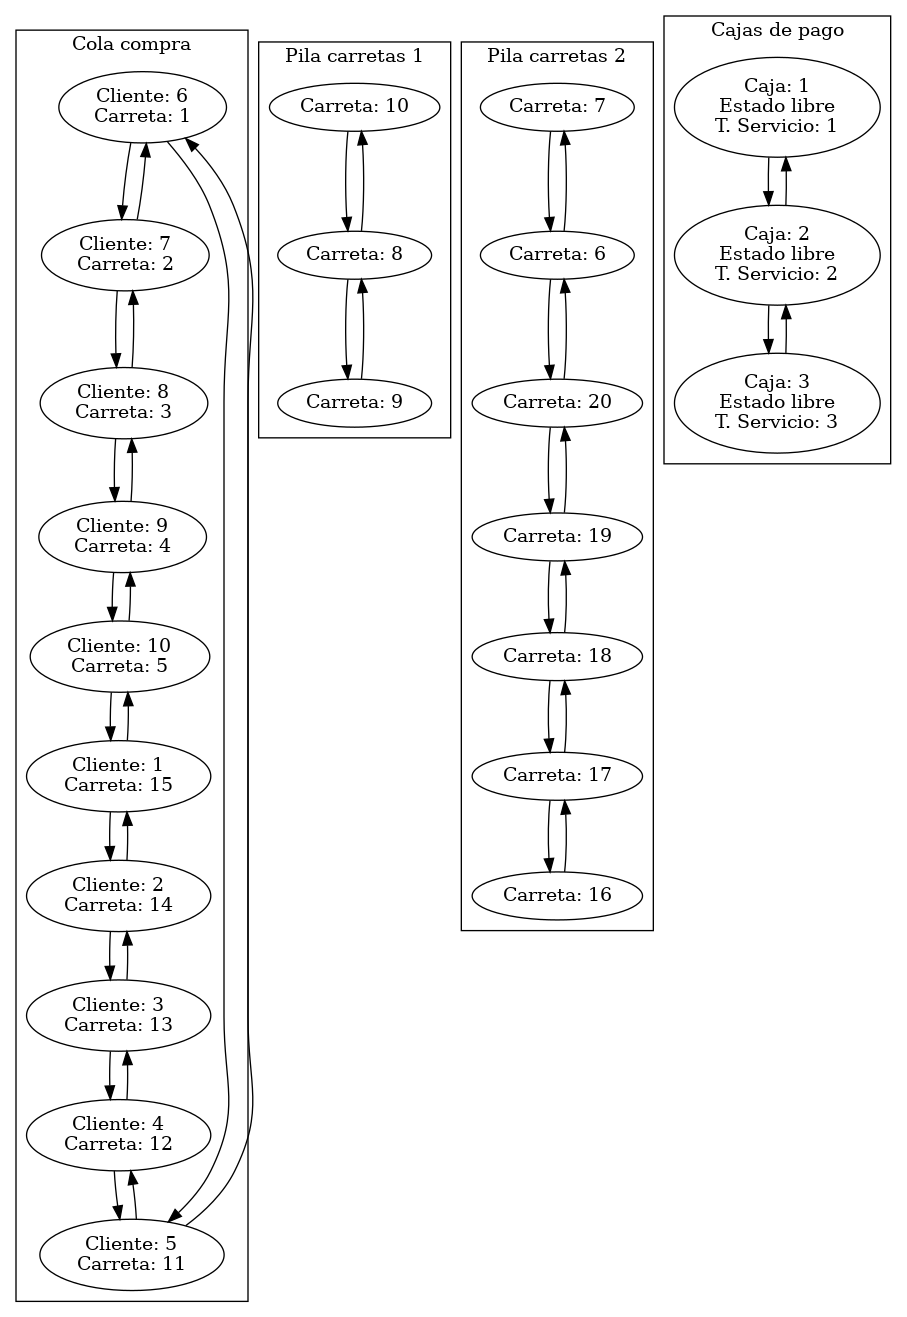 Cola compra
Cliente: 6
Carreta: 1
Cliente: 7
Carreta: 2
Cliente: 8
Carreta: 3
Cliente: 9
Carreta: 4
Cliente: 10
Carreta: 5
Cliente: 1
Carreta: 15
Cliente: 2
Carreta: 14
Cliente: 3
Carreta: 13
Cliente: 4
Carreta: 12
Cliente: 5
Carreta: 11
Pila carretas 1
Carreta: 10
Carreta: 8
Carreta: 9
Pila carretas 2
Carreta: 7
Carreta: 6
Carreta: 20
Carreta: 19
Carreta: 18
Carreta: 17
Carreta: 16
Cajas de pago
Caja: 1
Estado libre
T. Servicio: 1
Caja: 2
Estado libre
T. Servicio: 2
Caja: 3
Estado libre
T. Servicio: 3